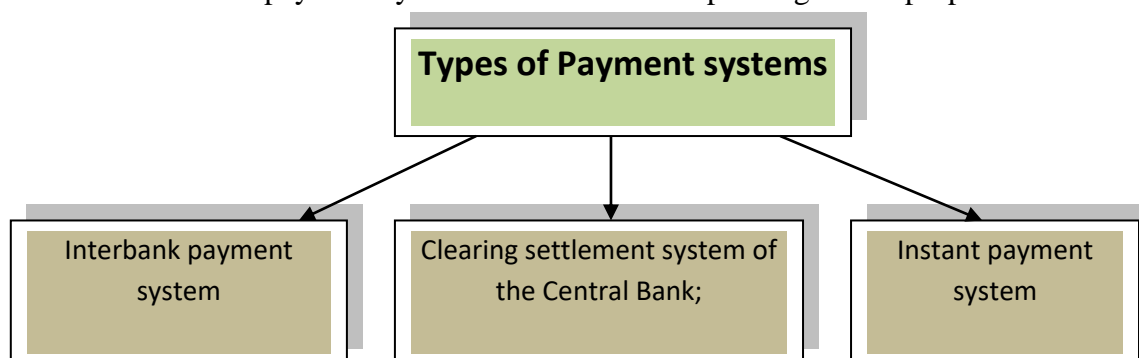 Types of Payment systems
Interbank payment
system
Clearing settlement system of
the Central Bank;
Instant payment
system